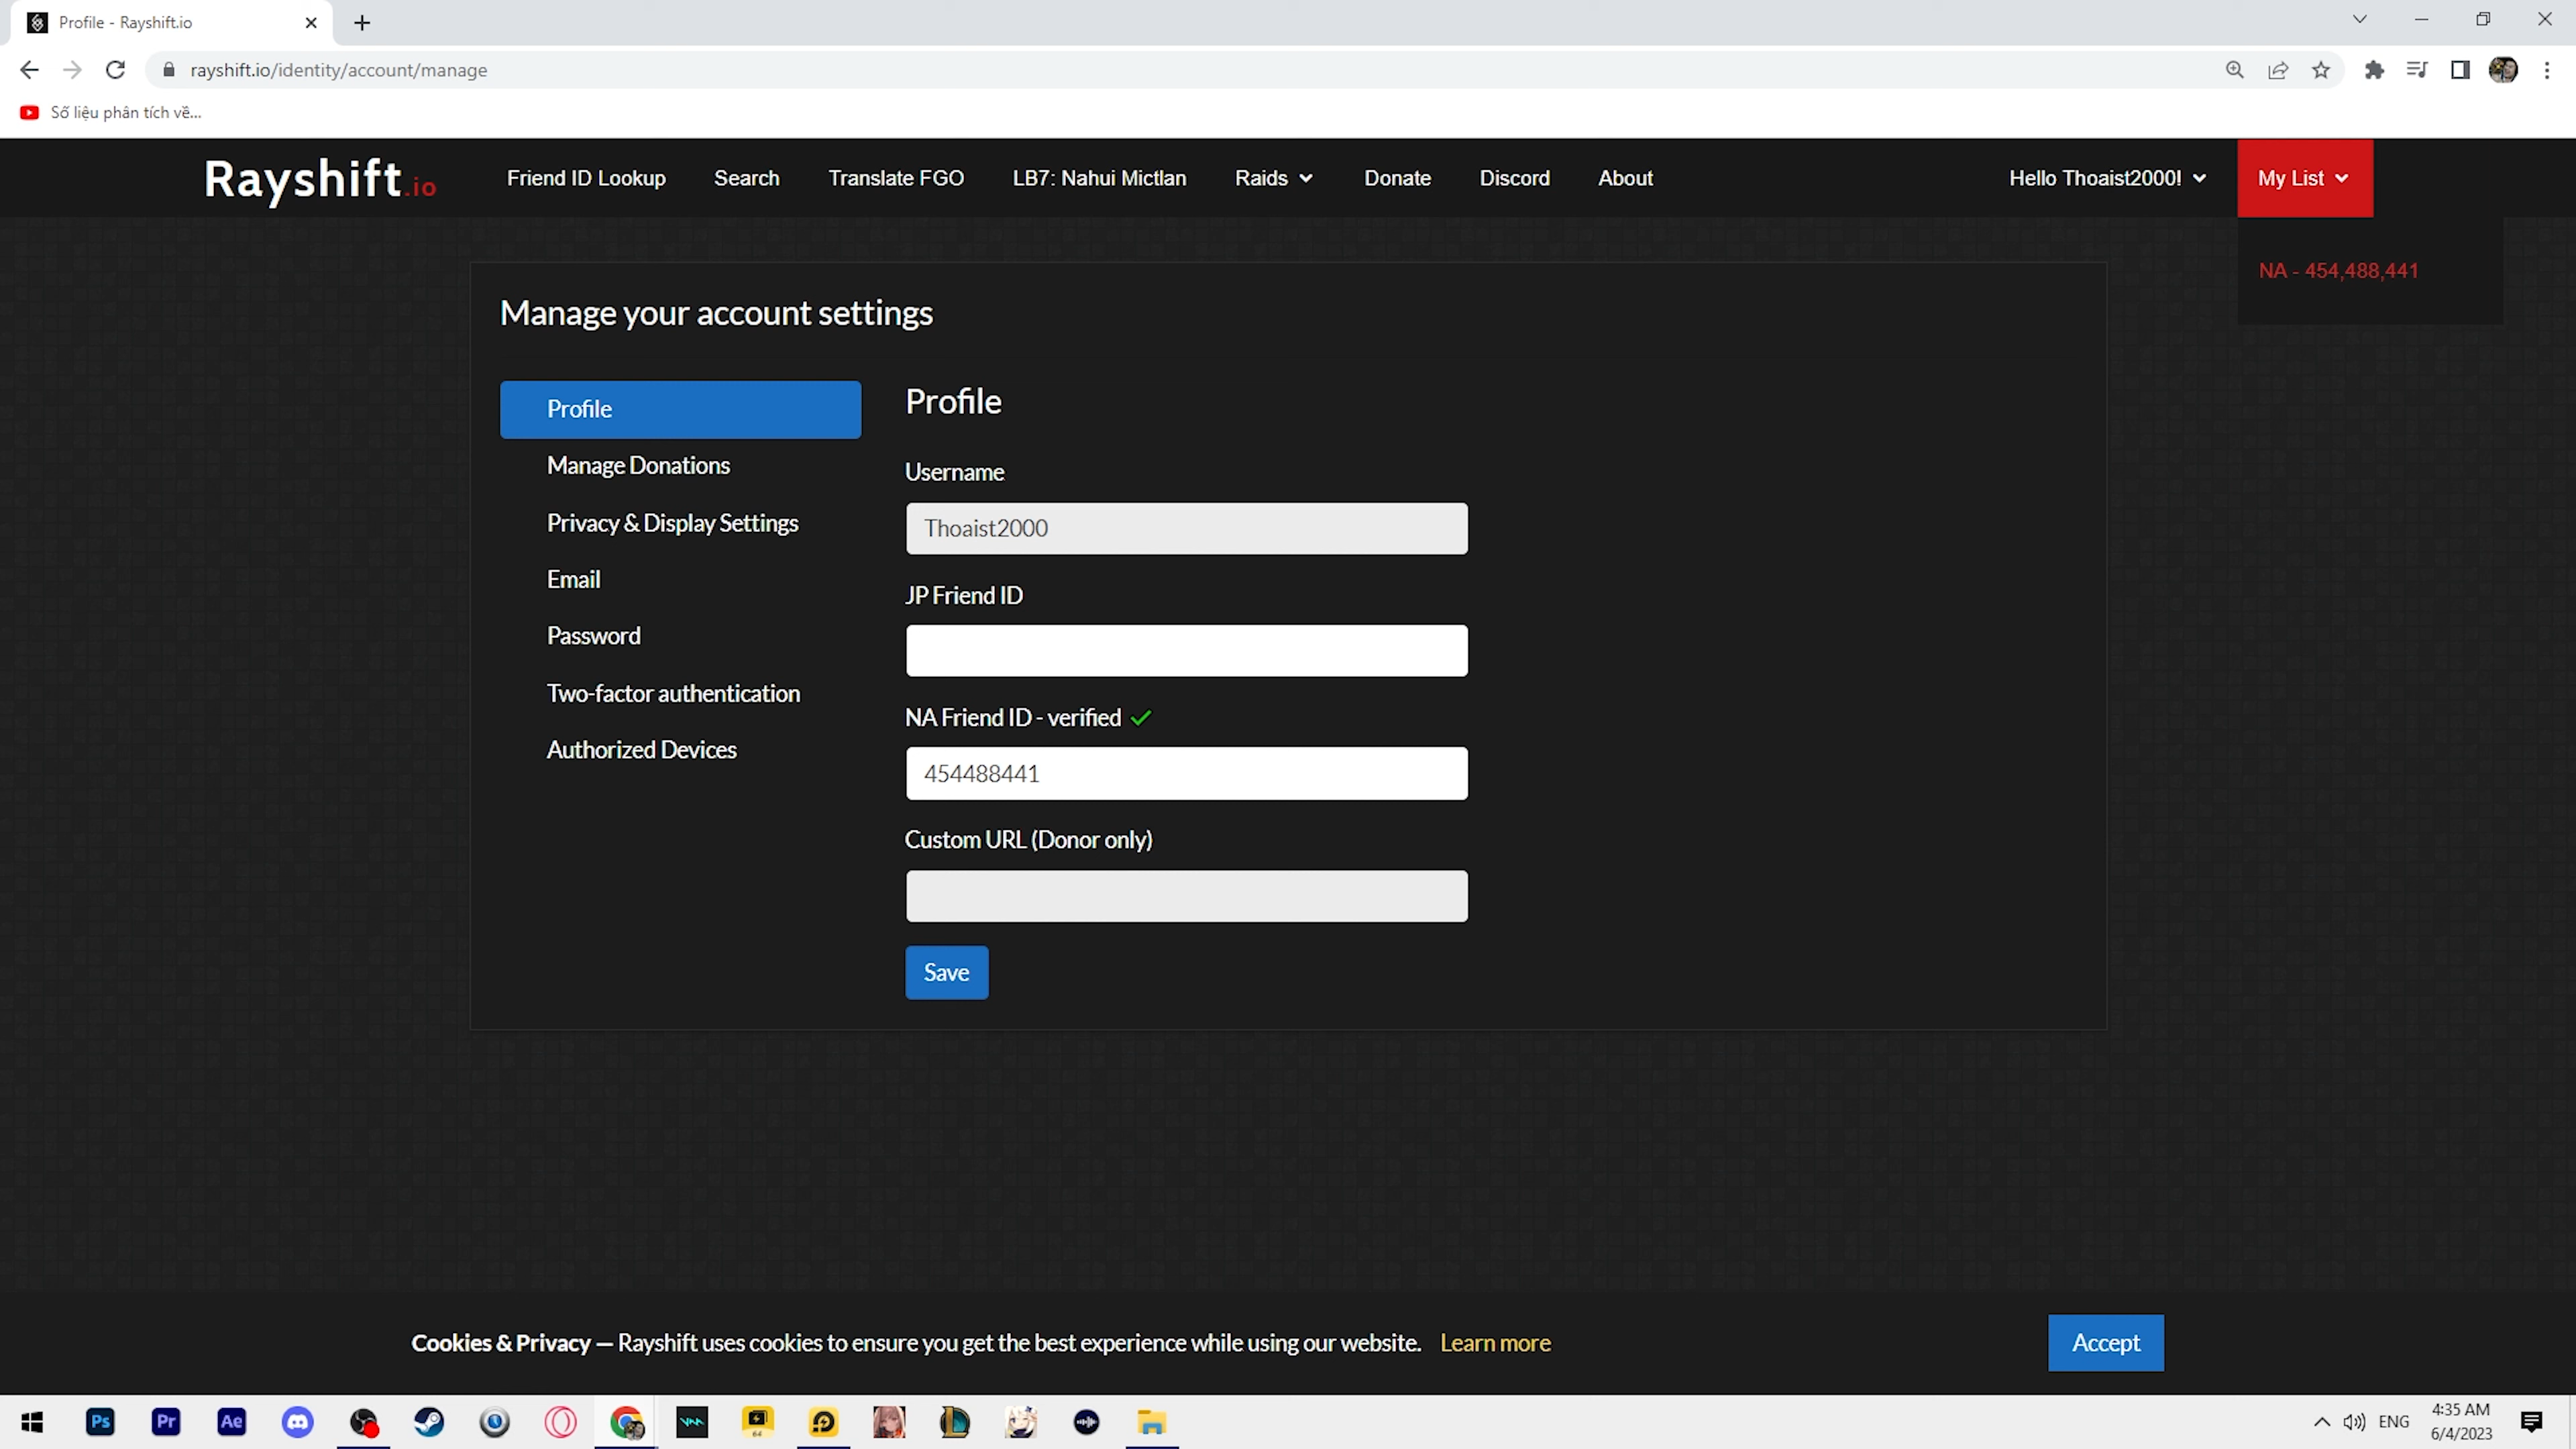 Profile - Rayshift.io
rayshift.io/identity/account/manage
Số liệu phân tích về...
Rayshift.io
Friend ID Lookup
Search
Translate FGO
LB7: Nahui Mictlan
Raids
Donate
Discord
About
Hello Thoaist2000!
My List
NA - 454,488,441
Manage your account settings
Profile
Manage Donations
Privacy & Display Settings
Email
Password
Two-factor authentication
Authorized Devices
Profile
Username
Thoaist2000
JP Friend ID
NA Friend ID - verified
454488441
Custom URL (Donor only)
Save
Cookies & Privacy — Rayshift uses cookies to ensure you get the best experience while using our website. Learn more
Accept
Ps
Pr
Ae
64
ENG
4:35 AM
6/4/2023